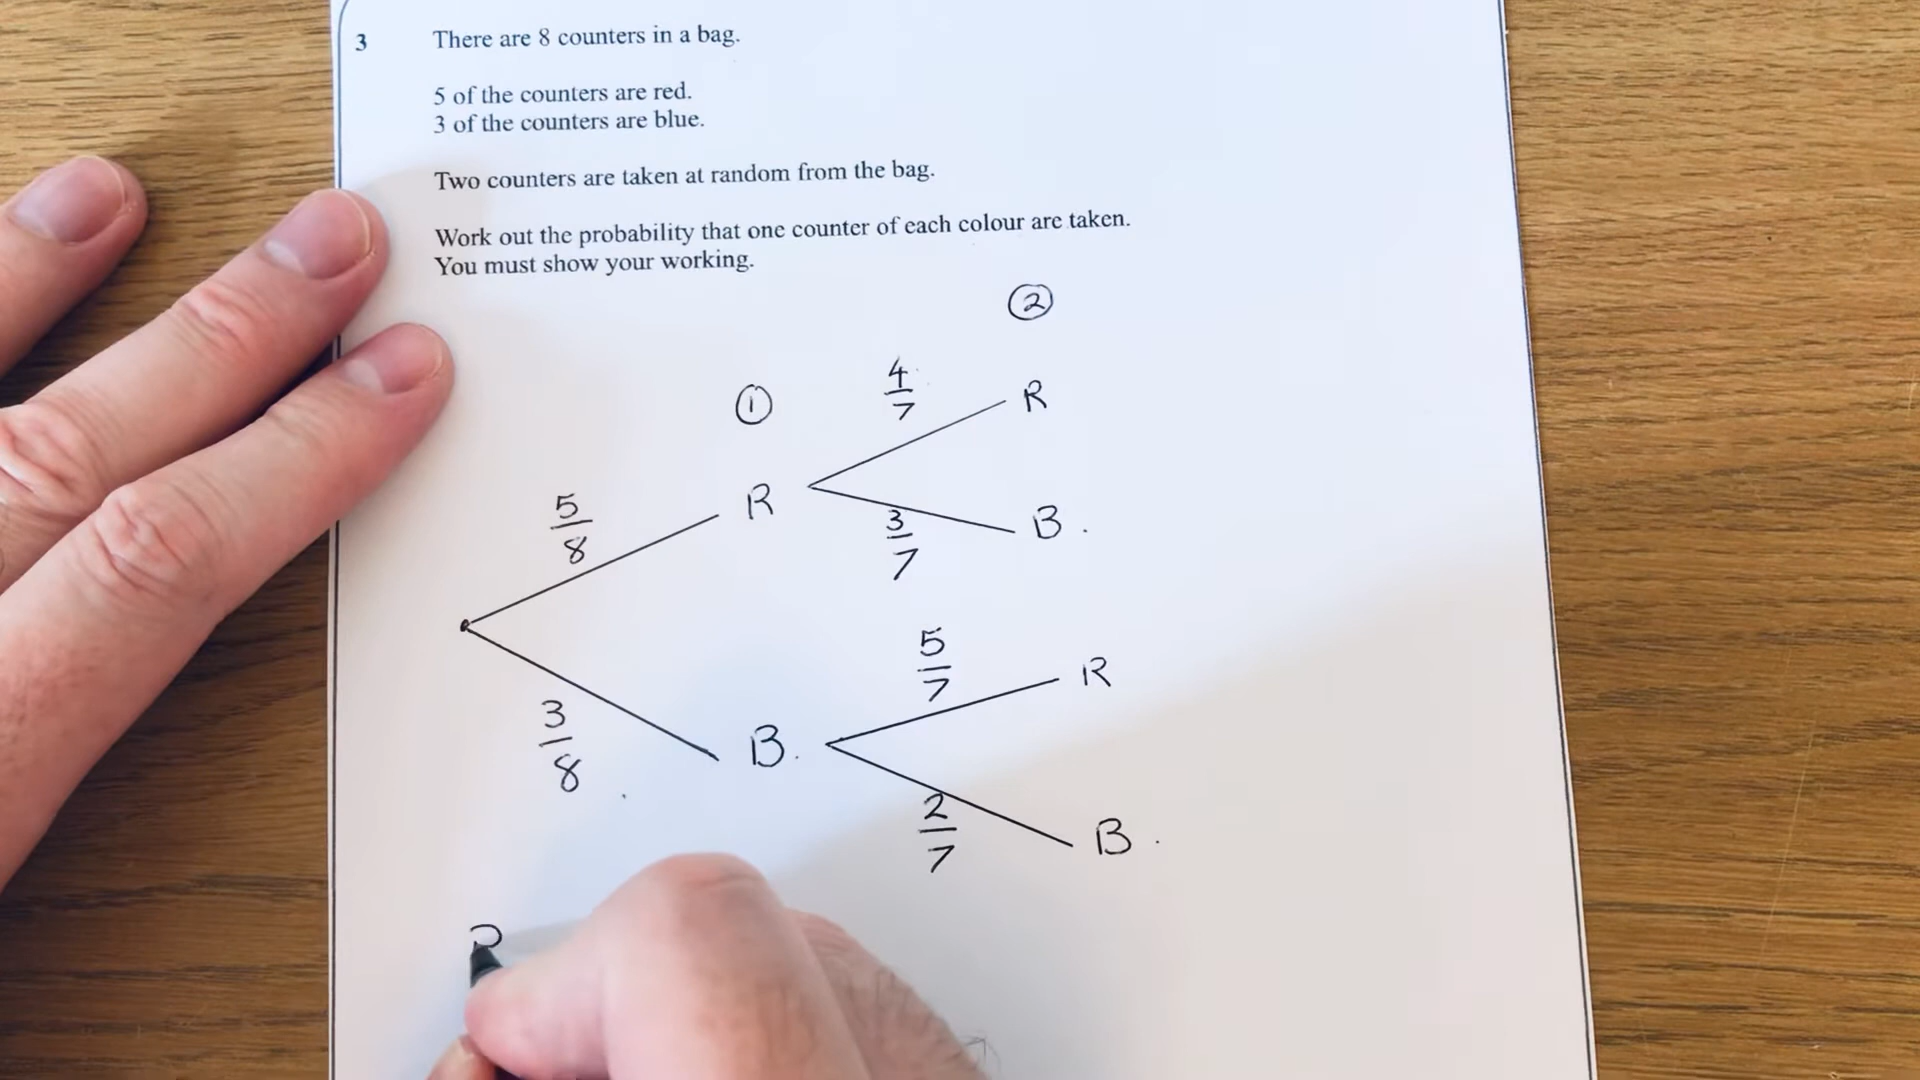 3 There are 8 counters in a bag.
5 of the counters are red.
3 of the counters are blue.
Two counters are taken at random from the bag.
Work out the probability that one counter of each colour are taken.
You must show your working.
②
①
4/7
R
5/8
R
3/7
B.
5/7
R
3/8
B.
2/7
B.